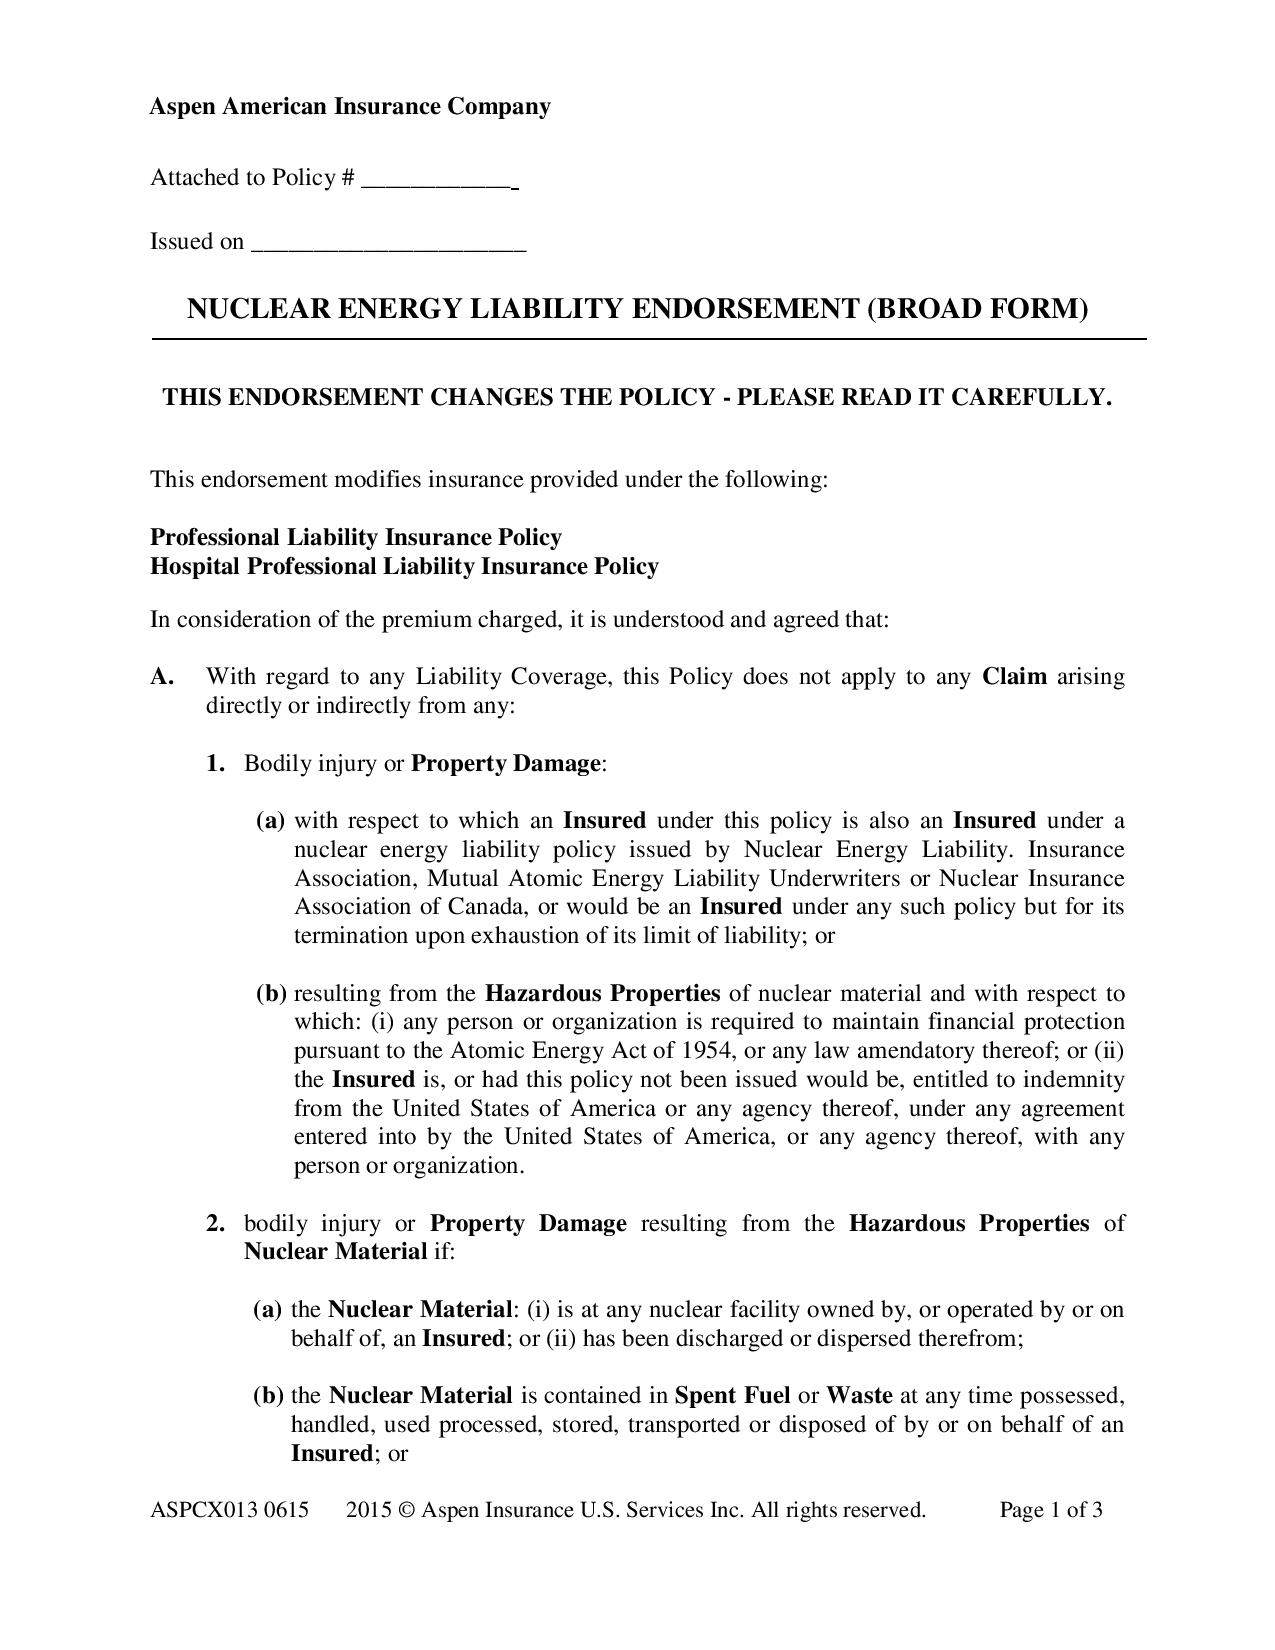 Aspen American Insurance Company
Attached to Policy # _____________
Issued on ______________________
NUCLEAR ENERGY LIABILITY ENDORSEMENT (BROAD FORM)
THIS ENDORSEMENT CHANGES THE POLICY - PLEASE READ IT CAREFULLY.
This endorsement modifies insurance provided under the following:
Professional Liability Insurance Policy
Hospital Professional Liability Insurance Policy
In consideration of the premium charged, it is understood and agreed that:
A. With regard to any Liability Coverage, this Policy does not apply to any Claim arising
directly or indirectly from any:
1. Bodily injury or Property Damage:
(a) with respect to which an Insured under this policy is also an Insured under a
nuclear energy liability policy issued by Nuclear Energy Liability. Insurance
Association, Mutual Atomic Energy Liability Underwriters or Nuclear Insurance
Association of Canada, or would be an Insured under any such policy but for its
termination upon exhaustion of its limit of liability; or
(b) resulting from the Hazardous Properties of nuclear material and with respect to
which: (i) any person or organization is required to maintain financial protection
pursuant to the Atomic Energy Act of 1954, or any law amendatory thereof; or (ii)
the Insured is, or had this policy not been issued would be, entitled to indemnity
from the United States of America or any agency thereof, under any agreement
entered into by the United States of America, or any agency thereof, with any
person or organization.
2. bodily injury or Property Damage resulting from the Hazardous Properties of
Nuclear Material if:
(a) the Nuclear Material: (i) is at any nuclear facility owned by, or operated by or on
behalf of, an Insured; or (ii) has been discharged or dispersed therefrom;
(b) the Nuclear Material is contained in Spent Fuel or Waste at any time possessed,
handled, used processed, stored, transported or disposed of by or on behalf of an
Insured; or
ASPCX013 0615 2015 © Aspen Insurance U.S. Services Inc. All rights reserved. Page 1 of 3